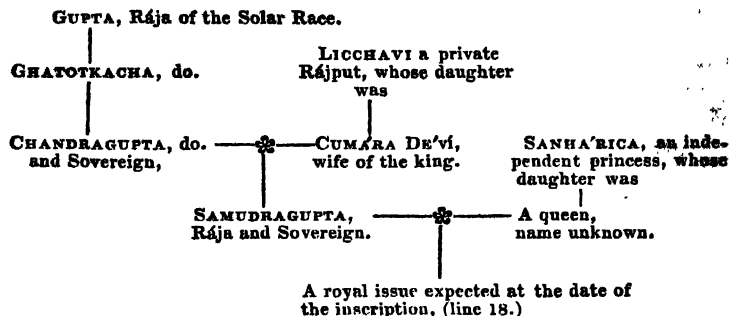 GUPTA, Rája of the Solar Race.
LICCHAVI a private
Rájput, whose daughter
was
GHATOTKACHA, do.
CHANDRAGUPTA, do.
and Sovereign,
CUMÁRA DE'VÍ,
wife of the king.
SANHA'RICA, an inde-
pendent princess, whose
daughter was
SAMUDRAGUPTA,
Rája and Sovereign.
A queen,
name unknown.
A royal issue expected at the date of
the inscription, (line 18.)